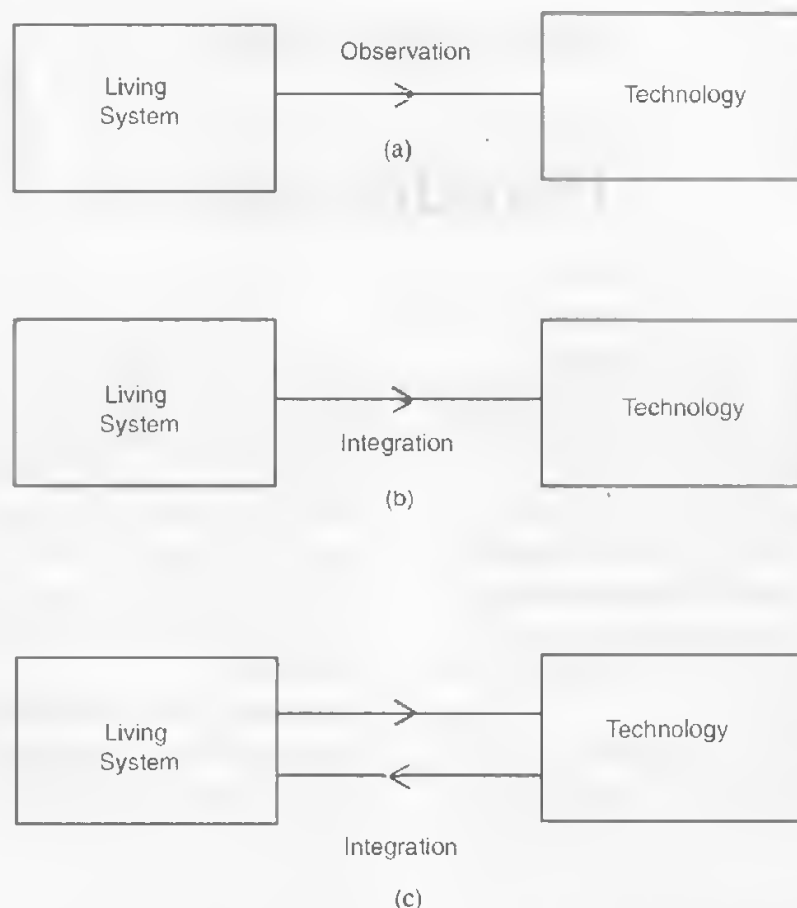 Observation
Living
System
Technology
(a)
Living
System
Technology
Integration
(b)
Living
System
Technology
Integration
(c)